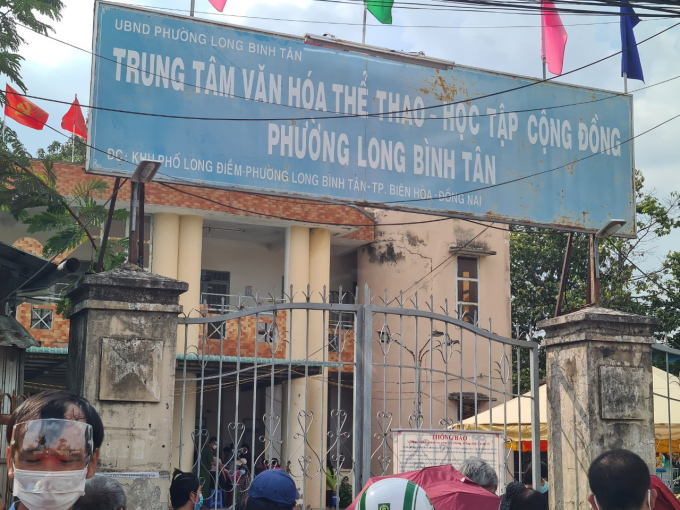 UBND PHƯỜNG LONG BÌNH TÂN
TRUNG TÂM VĂN HÓA THỂ THAO - HỌC TẬP CỘNG ĐỒNG
PHƯỜNG LONG BÌNH TÂN
ĐC: KHU PHỐ LONG ĐIỀM-PHƯỜNG LONG BÌNH TÂN-TP. BIÊN HÒA-ĐỒNG NAI
THÔNG BÁO